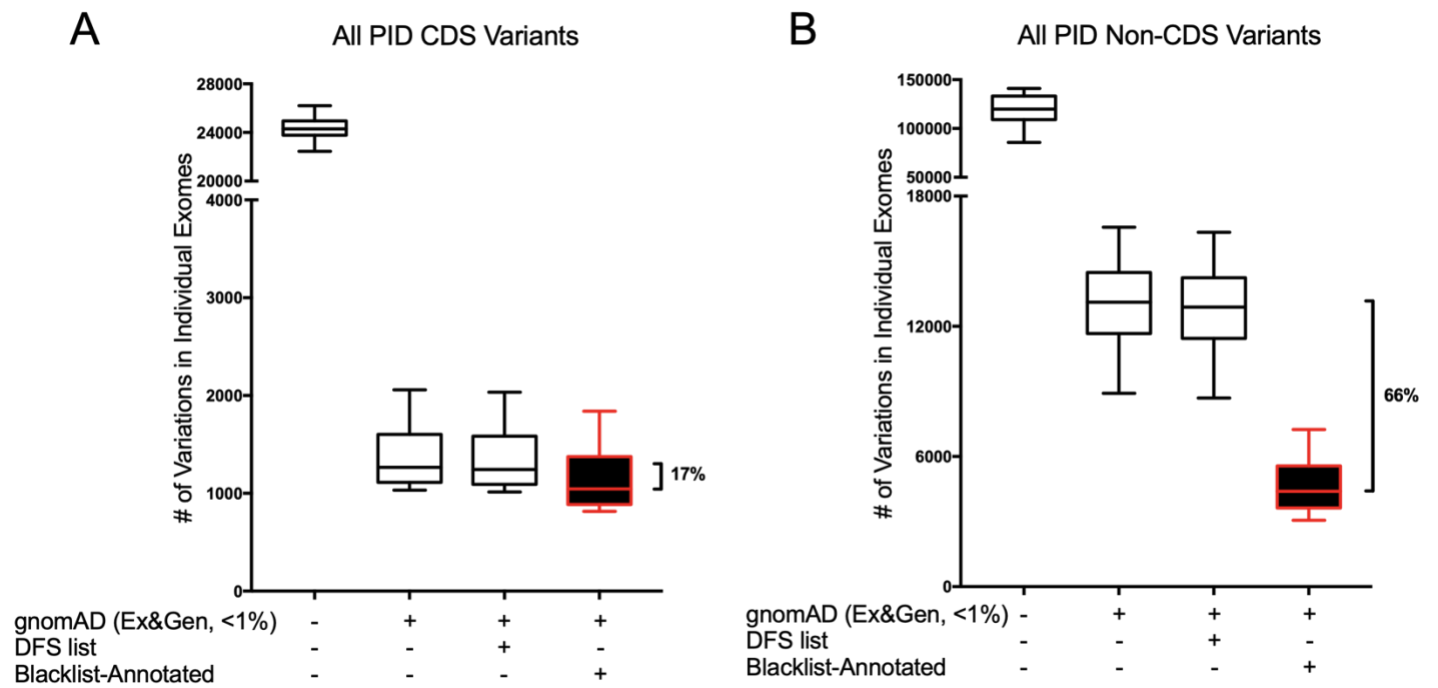 A
All PID CDS Variants
# of Variations in Individual Exomes
28000
24000
20000
4000
3000
2000
1000
0
17%
gnomAD (Ex&Gen, <1%) - + + +
DFS list - - + -
Blacklist-Annotated - - - +
B
All PID Non-CDS Variants
# of Variations in Individual Exomes
150000
100000
50000
18000
12000
6000
0
66%
gnomAD (Ex&Gen, <1%) - + + +
DFS list - - + -
Blacklist-Annotated - - - +